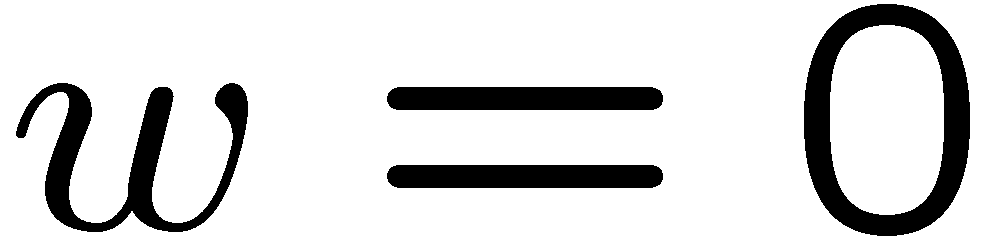 w = 0